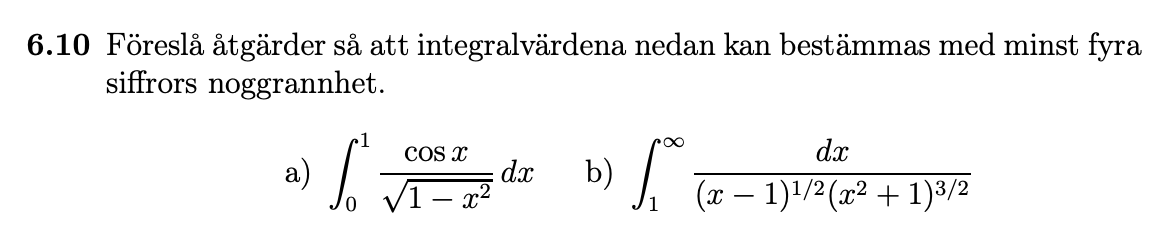 6.10 Föreslå åtgärder så att integralvärdena nedan kan bestämmas med minst fyra
siffrors noggrannhet.
a) ∫₀¹ cos x / √(1 − x²) dx b) ∫₁^∞ dx / ((x − 1)^{1/2}(x² + 1)^{3/2})